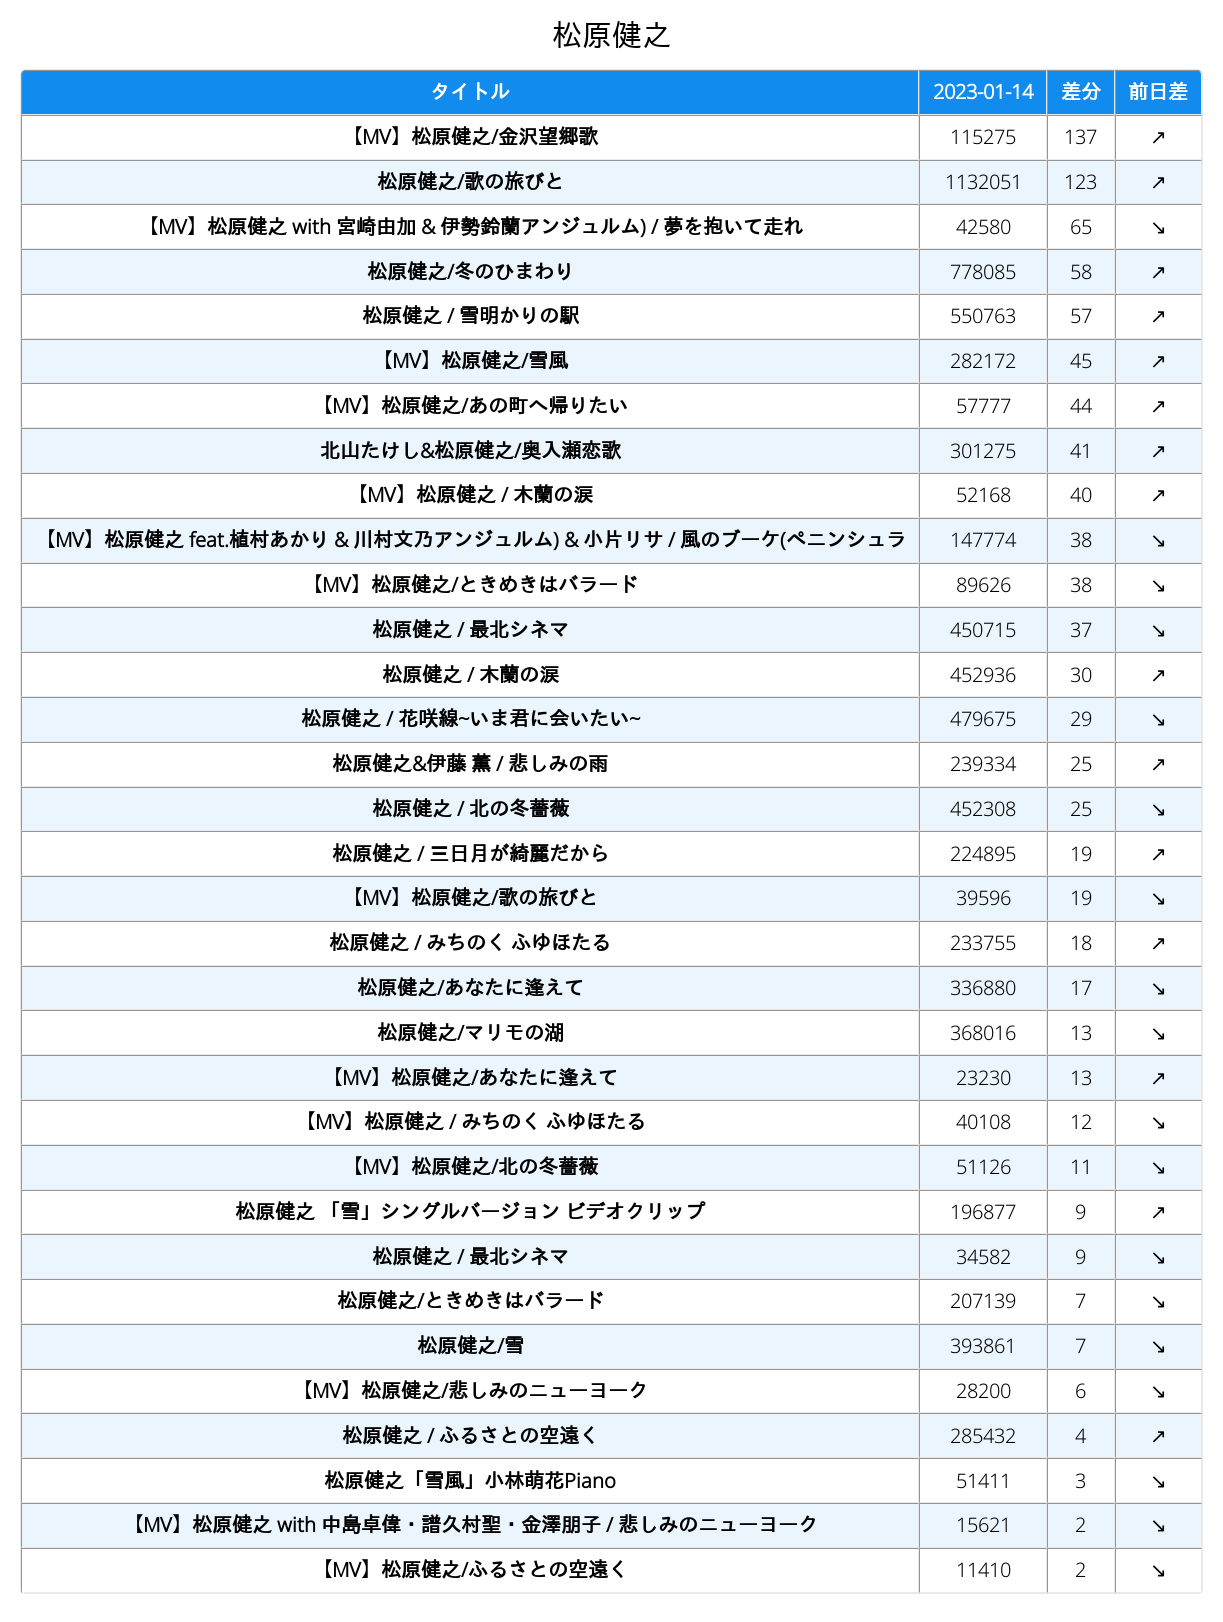 松原健之
タイトル 2023-01-14 差分 前日差
【MV】松原健之/金沢望郷歌 115275 137 ↗
松原健之/歌の旅びと 1132051 123 ↗
【MV】松原健之 with 宮崎由加 & 伊勢鈴蘭アンジュルム) / 夢を抱いて走れ 42580 65 ↘
松原健之/冬のひまわり 778085 58 ↗
松原健之 / 雪明かりの駅 550763 57 ↗
【MV】松原健之/雪風 282172 45 ↗
【MV】松原健之/あの町へ帰りたい 57777 44 ↗
北山たけし&松原健之/奥入瀬恋歌 301275 41 ↗
【MV】松原健之 / 木蘭の涙 52168 40 ↗
【MV】松原健之 feat.植村あかり & 川村文乃アンジュルム) & 小片リサ / 風のブーケ(ペニンシュラ 147774 38 ↘
【MV】松原健之/ときめきはバラード 89626 38 ↘
松原健之 / 最北シネマ 450715 37 ↘
松原健之 / 木蘭の涙 452936 30 ↗
松原健之 / 花咲線~いま君に会いたい~ 479675 29 ↘
松原健之&伊藤 薫 / 悲しみの雨 239334 25 ↗
松原健之 / 北の冬薔薇 452308 25 ↘
松原健之 / 三日月が綺麗だから 224895 19 ↗
【MV】松原健之/歌の旅びと 39596 19 ↘
松原健之 / みちのく ふゆほたる 233755 18 ↗
松原健之/あなたに逢えて 336880 17 ↘
松原健之/マリモの湖 368016 13 ↘
【MV】松原健之/あなたに逢えて 23230 13 ↗
【MV】松原健之 / みちのく ふゆほたる 40108 12 ↘
【MV】松原健之/北の冬薔薇 51126 11 ↘
松原健之 「雪」シングルバージョン ビデオクリップ 196877 9 ↗
松原健之 / 最北シネマ 34582 9 ↘
松原健之/ときめきはバラード 207139 7 ↘
松原健之/雪 393861 7 ↘
【MV】松原健之/悲しみのニューヨーク 28200 6 ↘
松原健之 / ふるさとの空遠く 285432 4 ↗
松原健之「雪風」小林萌花Piano 51411 3 ↘
【MV】松原健之 with 中島卓偉・譜久村聖・金澤朋子 / 悲しみのニューヨーク 15621 2 ↘
【MV】松原健之/ふるさとの空遠く 11410 2 ↘